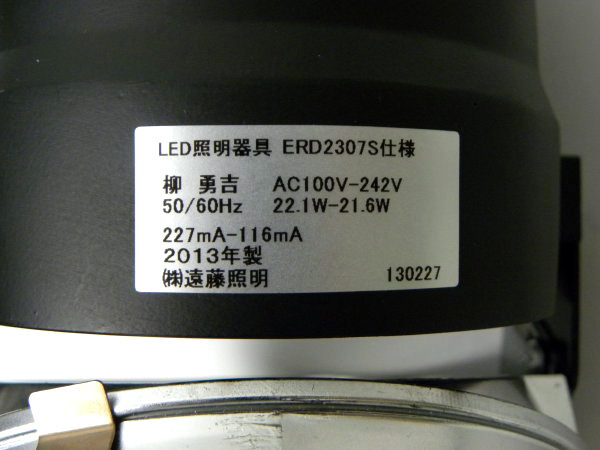 LED照明器具 ERD2307S仕様
柳 勇吉 AC100V-242V
50/60Hz 22.1W-21.6W
227mA-116mA
2013年製
㈱遠藤照明 130227